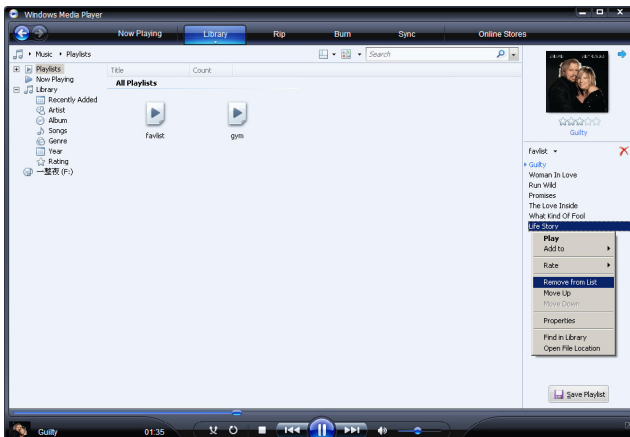 Windows Media Player
Now Playing
Library
Rip
Burn
Sync
Online Stores
Music
Playlists
Search
Playlists
Now Playing
Library
Recently Added
Artist
Album
Songs
Genre
Year
Rating
一整夜 (F:)
Title
Count
All Playlists
favlist
gym
Guilty
favlist
Guilty
Woman In Love
Run Wild
Promises
The Love Inside
What Kind Of Fool
Life Story
Play
Add to
Rate
Remove from List
Move Up
Move Down
Properties
Find in Library
Open File Location
Save Playlist
Guilty
01:35